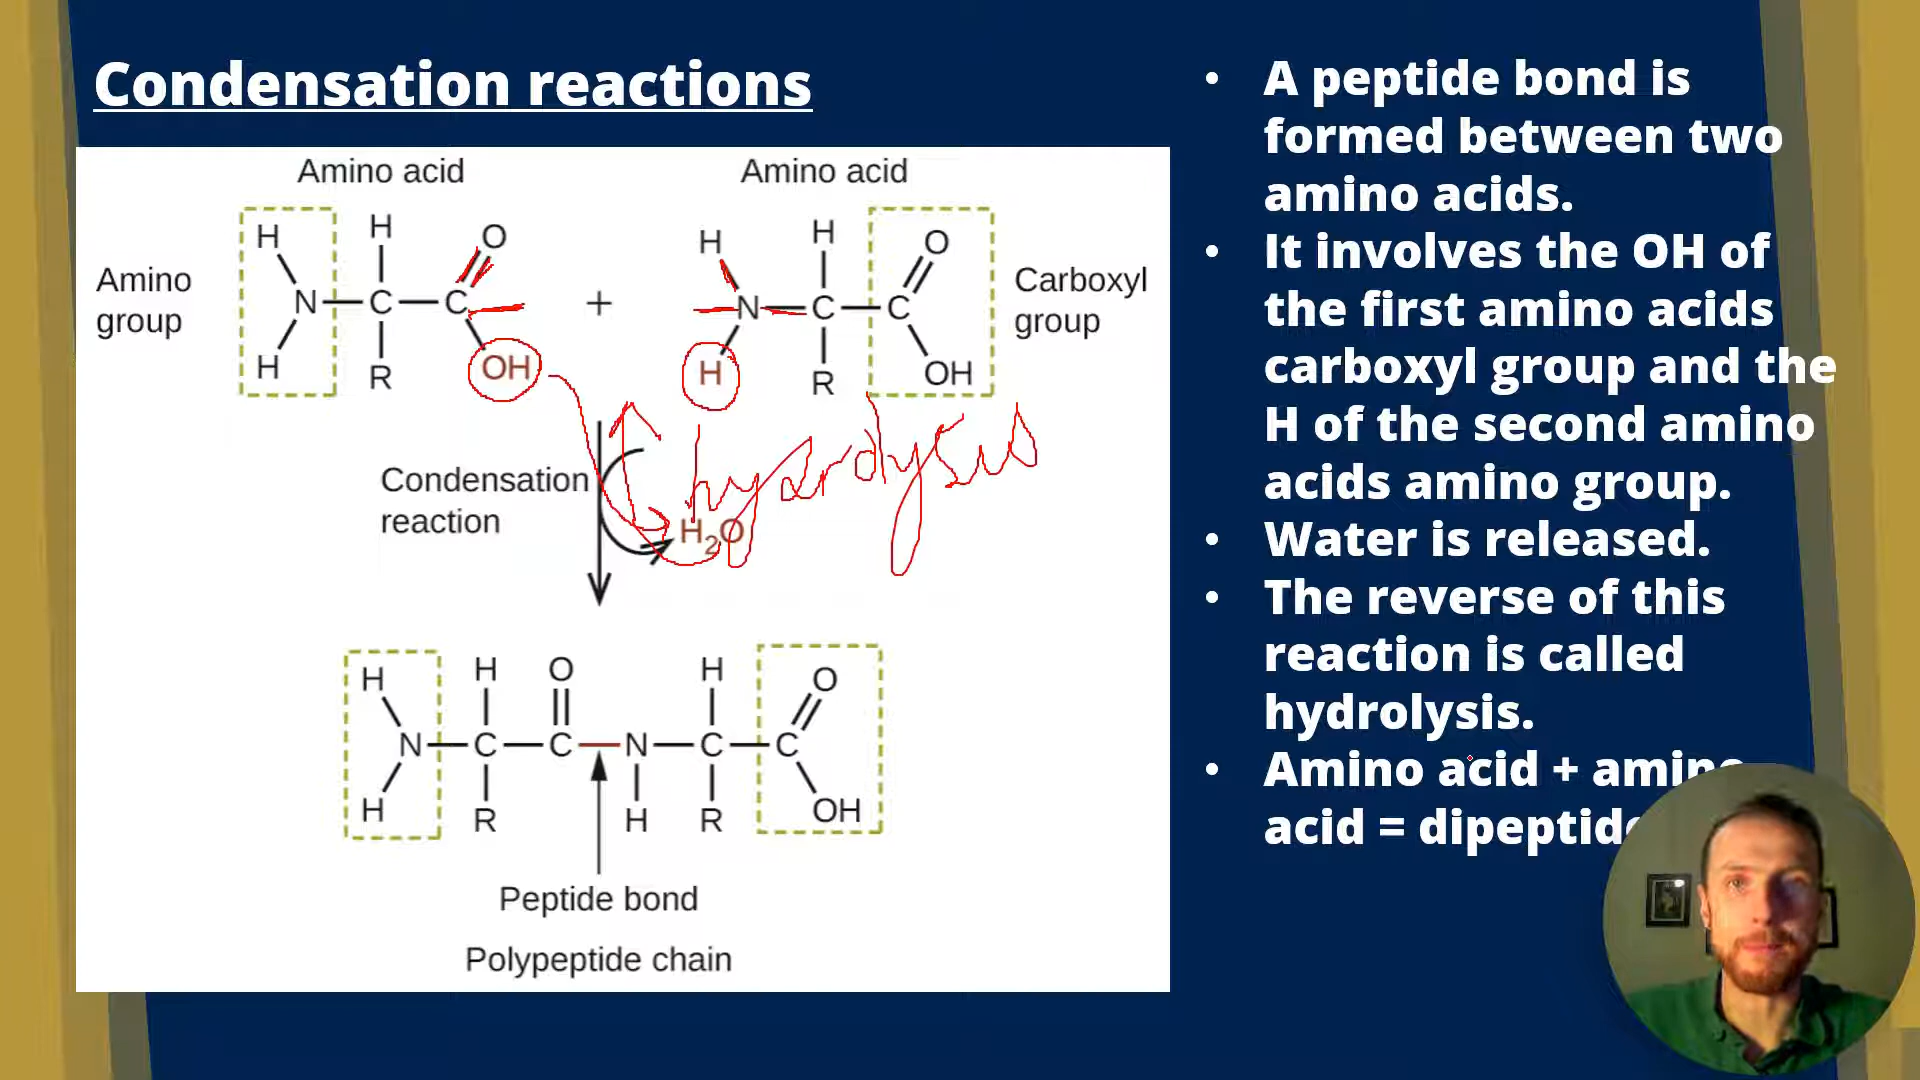 Condensation reactions
Amino acid
Amino acid
H H O
H H O
Amino group
N C C
+
N C C
Carboxyl group
H R OH
H R OH
hydrolysis
Condensation reaction
H2O
H H O H O
N C C N C C
H R H R OH
Peptide bond
Polypeptide chain
• A peptide bond is
formed between two
amino acids.
• It involves the OH of
the first amino acids
carboxyl group and the
H of the second amino
acids amino group.
• Water is released.
• The reverse of this
reaction is called
hydrolysis.
• Amino acid + amino
acid = dipeptide